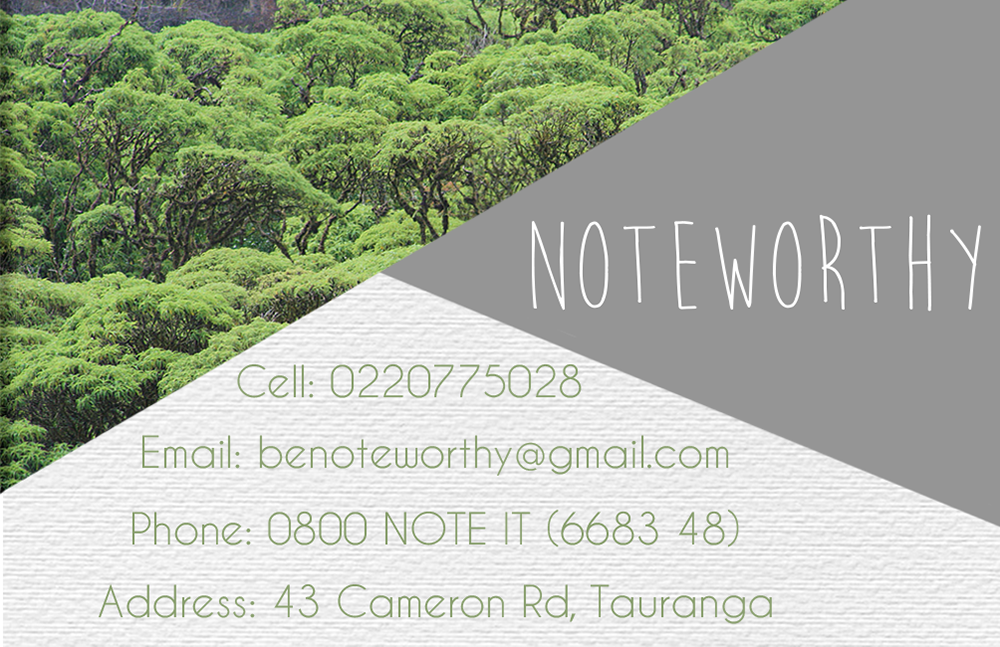 NOTEWORTHY
Cell: 0220775028
Email: benoteworthy@gmail.com
Phone: 0800 NOTE IT (6683 48)
Address: 43 Cameron Rd, Tauranga